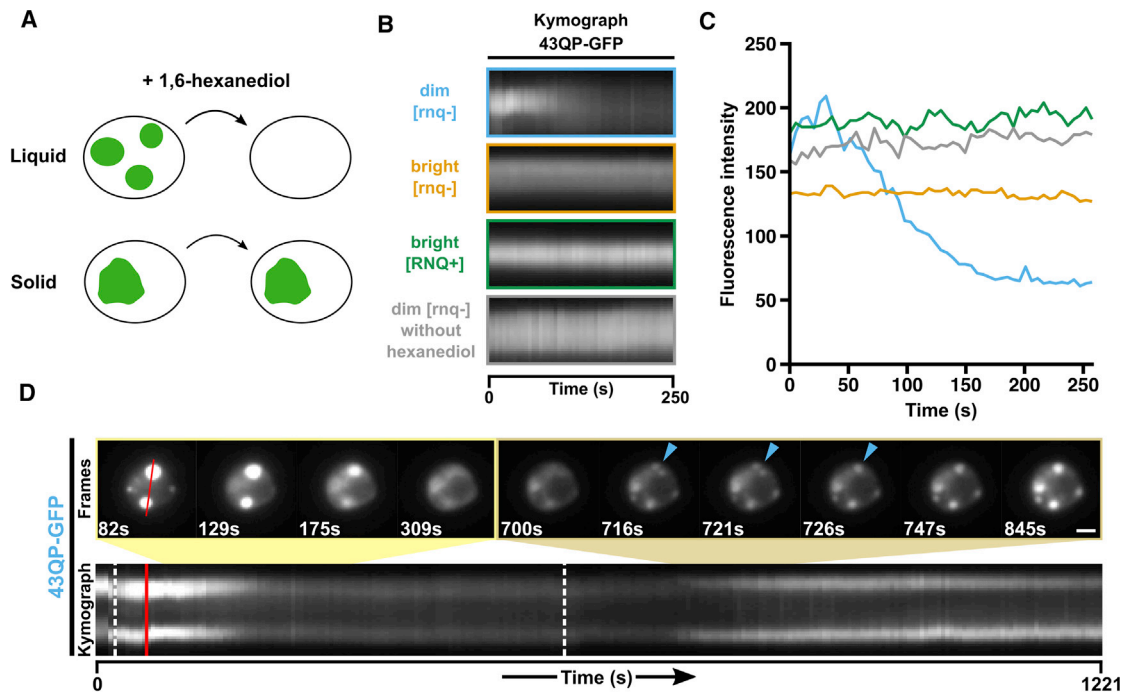 A
+ 1,6-hexanediol
Liquid
Solid
B
Kymograph
43QP-GFP
dim
[rnq-]
bright
[rnq-]
bright
[RNQ+]
dim [rnq-]
without
hexanediol
0
250
Time (s)
C
Fluorescence intensity
250
200
150
100
50
0
0 50 100 150 200 250
Time (s)
D
43QP-GFP
Frames
82s 129s 175s 309s 700s 716s 721s 726s 747s 845s
Kymograph
0
Time (s)
1221